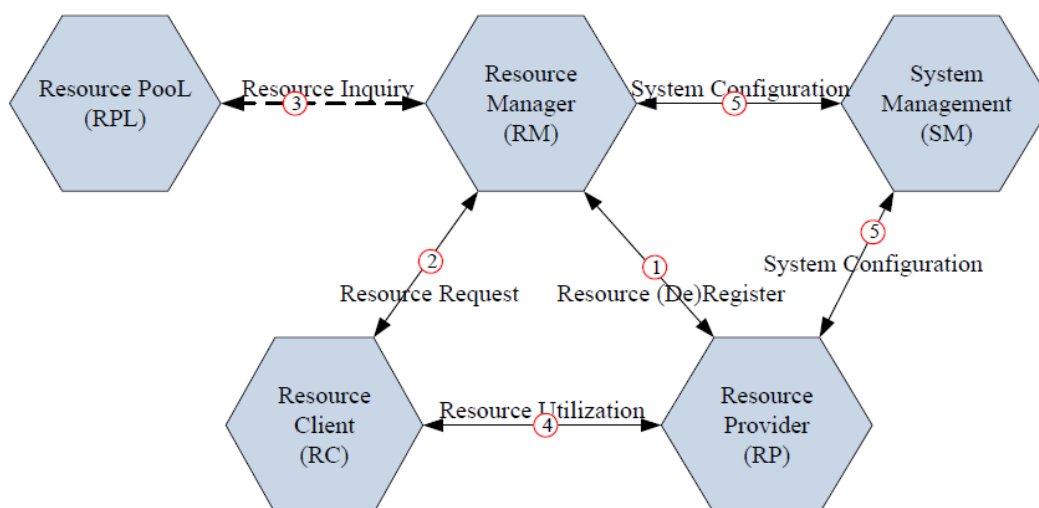 Resource PooL
(RPL)
Resource Inquiry
3
Resource
Manager
(RM)
System Configuration
5
System
Management
(SM)
2
Resource Request
1
Resource (De)Register
5
System Configuration
Resource
Client
(RC)
Resource Utilization
4
Resource
Provider
(RP)